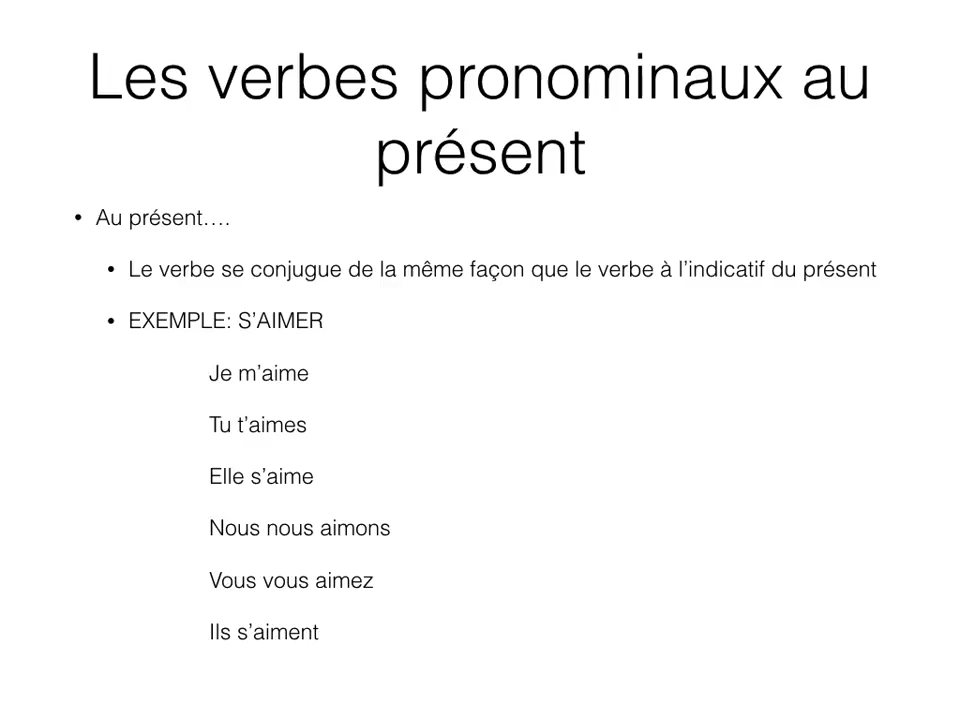 Les verbes pronominaux au
présent
• Au présent….
• Le verbe se conjugue de la même façon que le verbe à l’indicatif du présent
• EXEMPLE: S’AIMER
Je m’aime
Tu t’aimes
Elle s’aime
Nous nous aimons
Vous vous aimez
Ils s’aiment